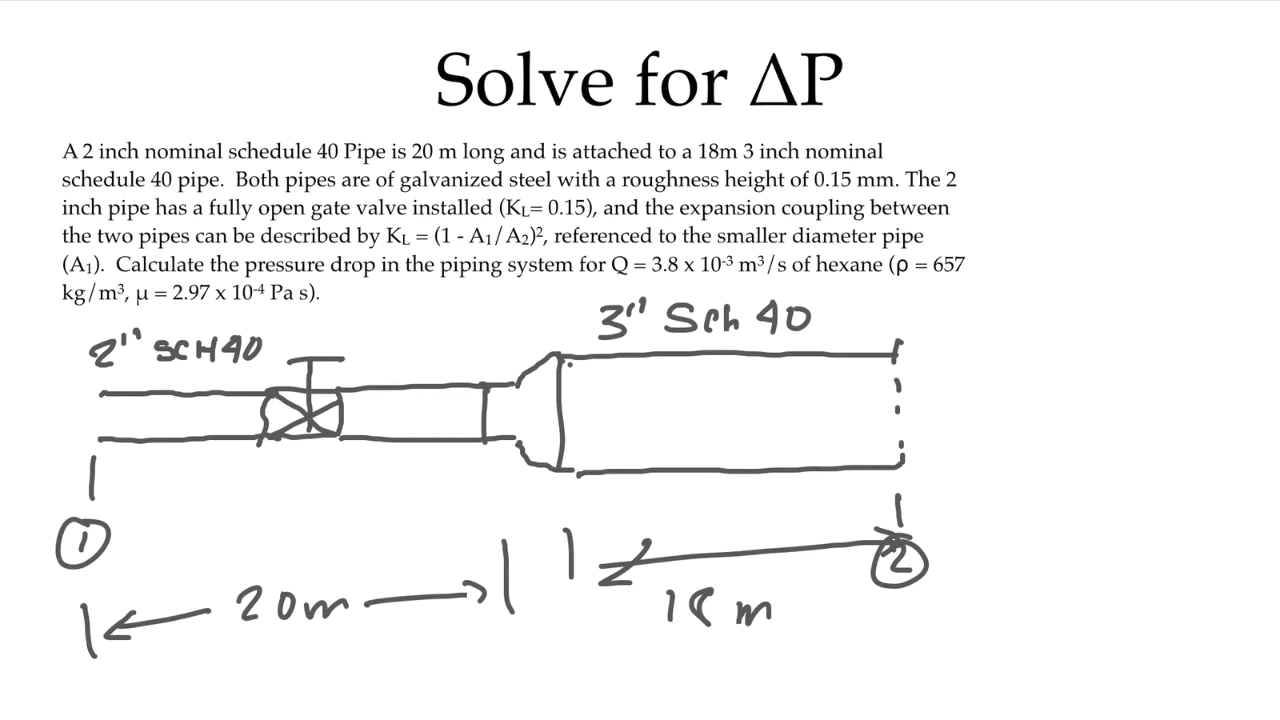 Solve for ΔP
A 2 inch nominal schedule 40 Pipe is 20 m long and is attached to a 18m 3 inch nominal
schedule 40 pipe.  Both pipes are of galvanized steel with a roughness height of 0.15 mm. The 2
inch pipe has a fully open gate valve installed (KL= 0.15), and the expansion coupling between
the two pipes can be described by KL = (1 - A1/A2)², referenced to the smaller diameter pipe
(A1).  Calculate the pressure drop in the piping system for Q = 3.8 x 10⁻³ m³/s of hexane (ρ = 657
kg/m³, μ = 2.97 x 10⁻⁴ Pa s).
3" Sch 40
2" SCH40
1
2
20m
18 m